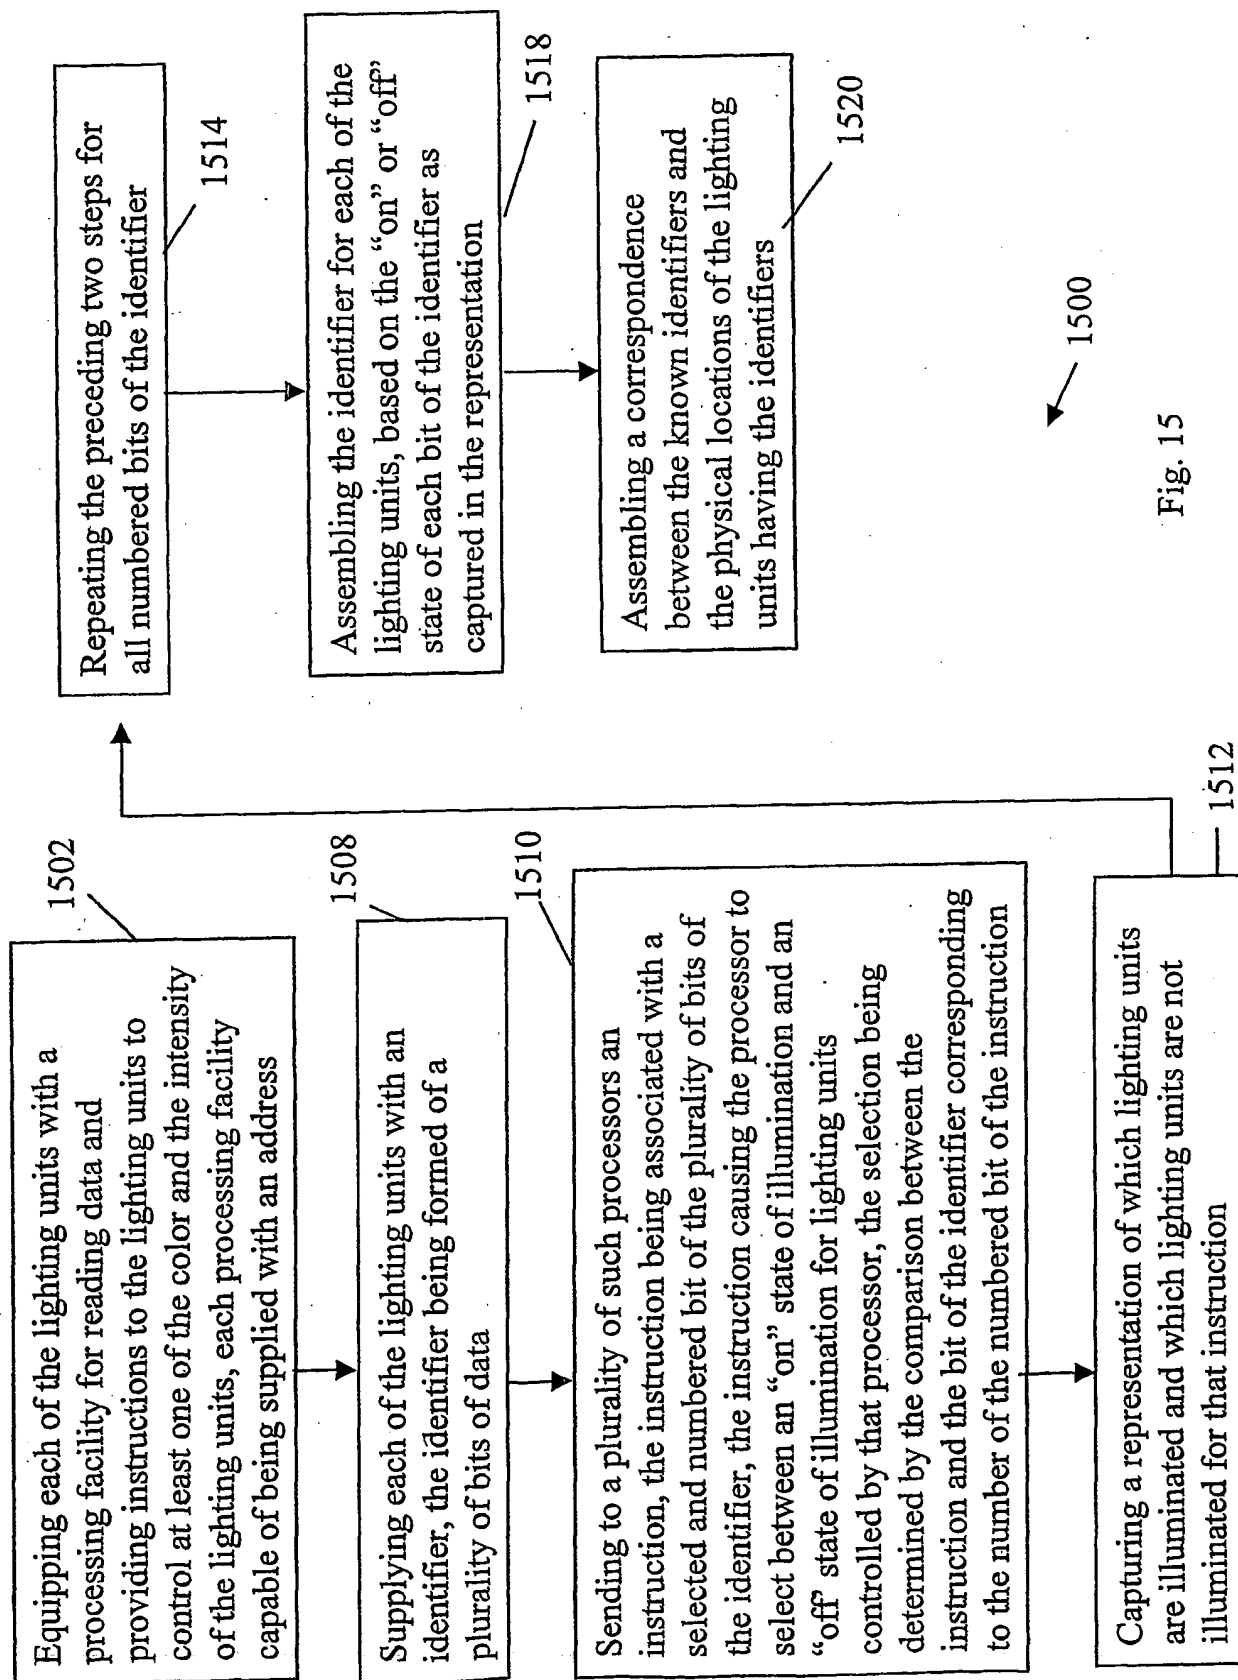 Equipping each of the lighting units with a
processing facility for reading data and
providing instructions to the lighting units to
control at least one of the color and the intensity
of the lighting units, each processing facility
capable of being supplied with an address
1502
Supplying each of the lighting units with an
identifier, the identifier being formed of a
plurality of bits of data
1508
Sending to a plurality of such processors an
instruction, the instruction being associated with a
selected and numbered bit of the plurality of bits of
the identifier, the instruction causing the processor to
select between an “on” state of illumination and an
“off” state of illumination for lighting units
controlled by that processor, the selection being
determined by the comparison between the
instruction and the bit of the identifier corresponding
to the number of the numbered bit of the instruction
1510
Capturing a representation of which lighting units
are illuminated and which lighting units are not
illuminated for that instruction
1512
Repeating the preceding two steps for
all numbered bits of the identifier
1514
Assembling the identifier for each of the
lighting units, based on the “on” or “off”
state of each bit of the identifier as
captured in the representation
1518
Assembling a correspondence
between the known identifiers and
the physical locations of the lighting
units having the identifiers
1520
1500
Fig. 15